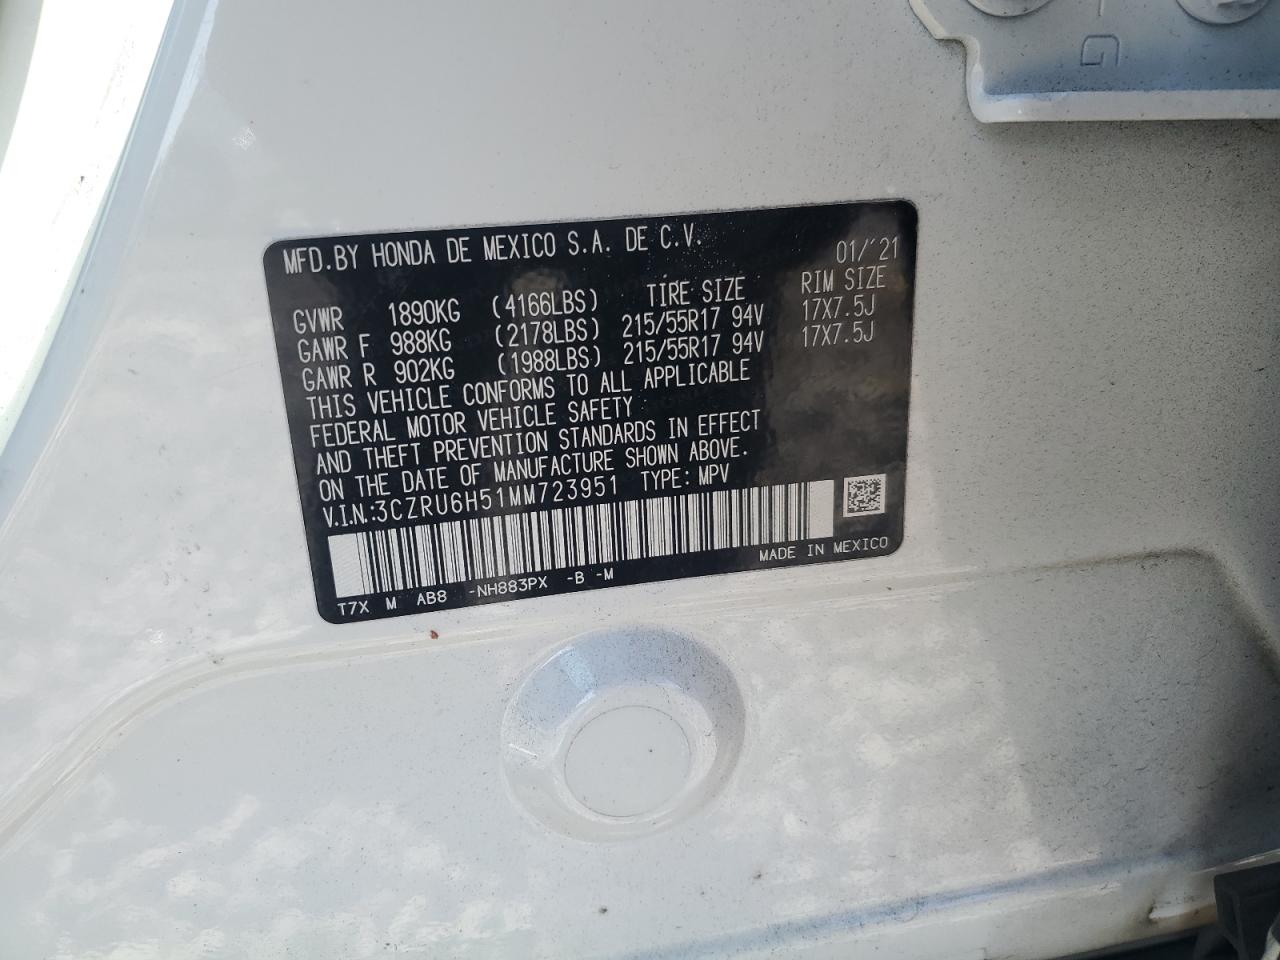 G
MFD.BY HONDA DE MEXICO S.A. DE C.V. 01/'21
TIRE SIZE RIM SIZE
GVWR 1890KG (4166LBS)
GAWR F 988KG (2178LBS) 215/55R17 94V 17X7.5J
GAWR R 902KG (1988LBS) 215/55R17 94V 17X7.5J
THIS VEHICLE CONFORMS TO ALL APPLICABLE
FEDERAL MOTOR VEHICLE SAFETY
AND THEFT PREVENTION STANDARDS IN EFFECT
ON THE DATE OF MANUFACTURE SHOWN ABOVE.
V.I.N.:3CZRU6H51MM723951 TYPE: MPV
MADE IN MEXICO
T7X M AB8 -NH883PX -B -M